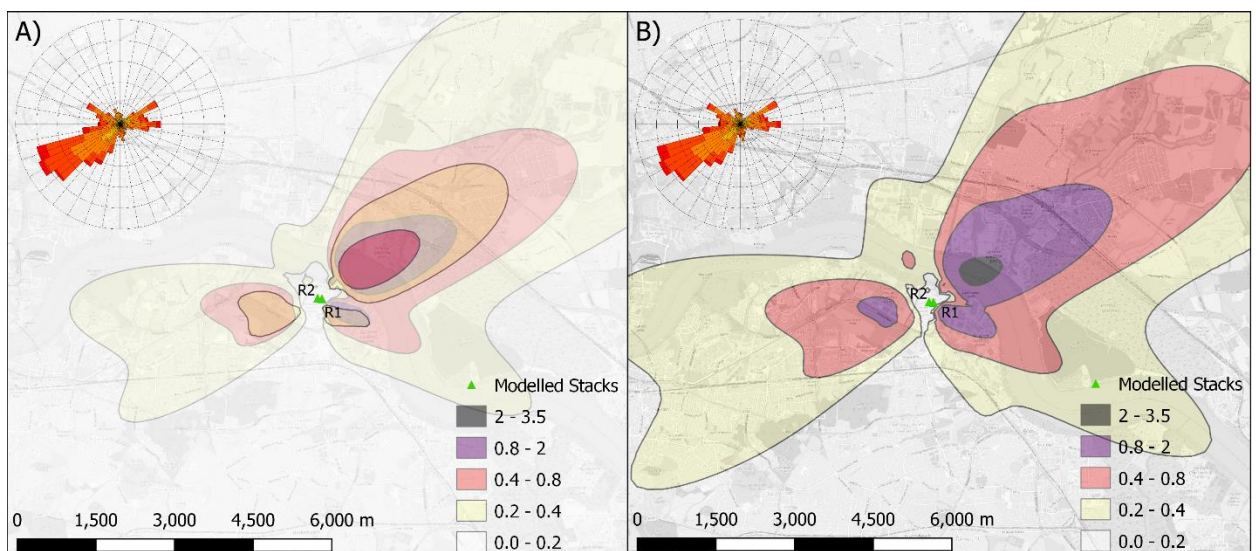 A)
R2
R1
Modelled Stacks
2 - 3.5
0.8 - 2
0.4 - 0.8
0.2 - 0.4
0.0 - 0.2
0 1,500 3,000 4,500 6,000 m
B)
R2
R1
Modelled Stacks
2 - 3.5
0.8 - 2
0.4 - 0.8
0.2 - 0.4
0.0 - 0.2
0 1,500 3,000 4,500 6,000 m